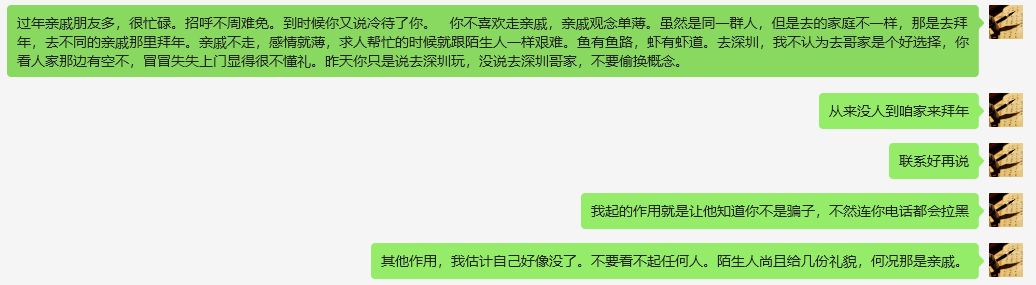 过年亲戚朋友多，很忙碌。招呼不周难免。到时候你又说冷待了你。 你不喜欢走亲戚，亲戚观念单薄。虽然是同一群人，但是去的家庭不一样，那是去拜
年，去不同的亲戚那里拜年。亲戚不走，感情就薄，求人帮忙的时候就跟陌生人一样艰难。鱼有鱼路，虾有虾道。去深圳，我不认为去哥家是个好选择，你
看人家那边有空不，冒冒失失上门显得很不懂礼。昨天你只是说去深圳玩，没说去深圳哥家，不要偷换概念。
从来没人到咱家来拜年
联系好再说
我起的作用就是让他知道你不是骗子，不然连你电话都会拉黑
其他作用，我估计自己好像没了。不要看不起任何人。陌生人尚且给几份礼貌，何况那是亲戚。